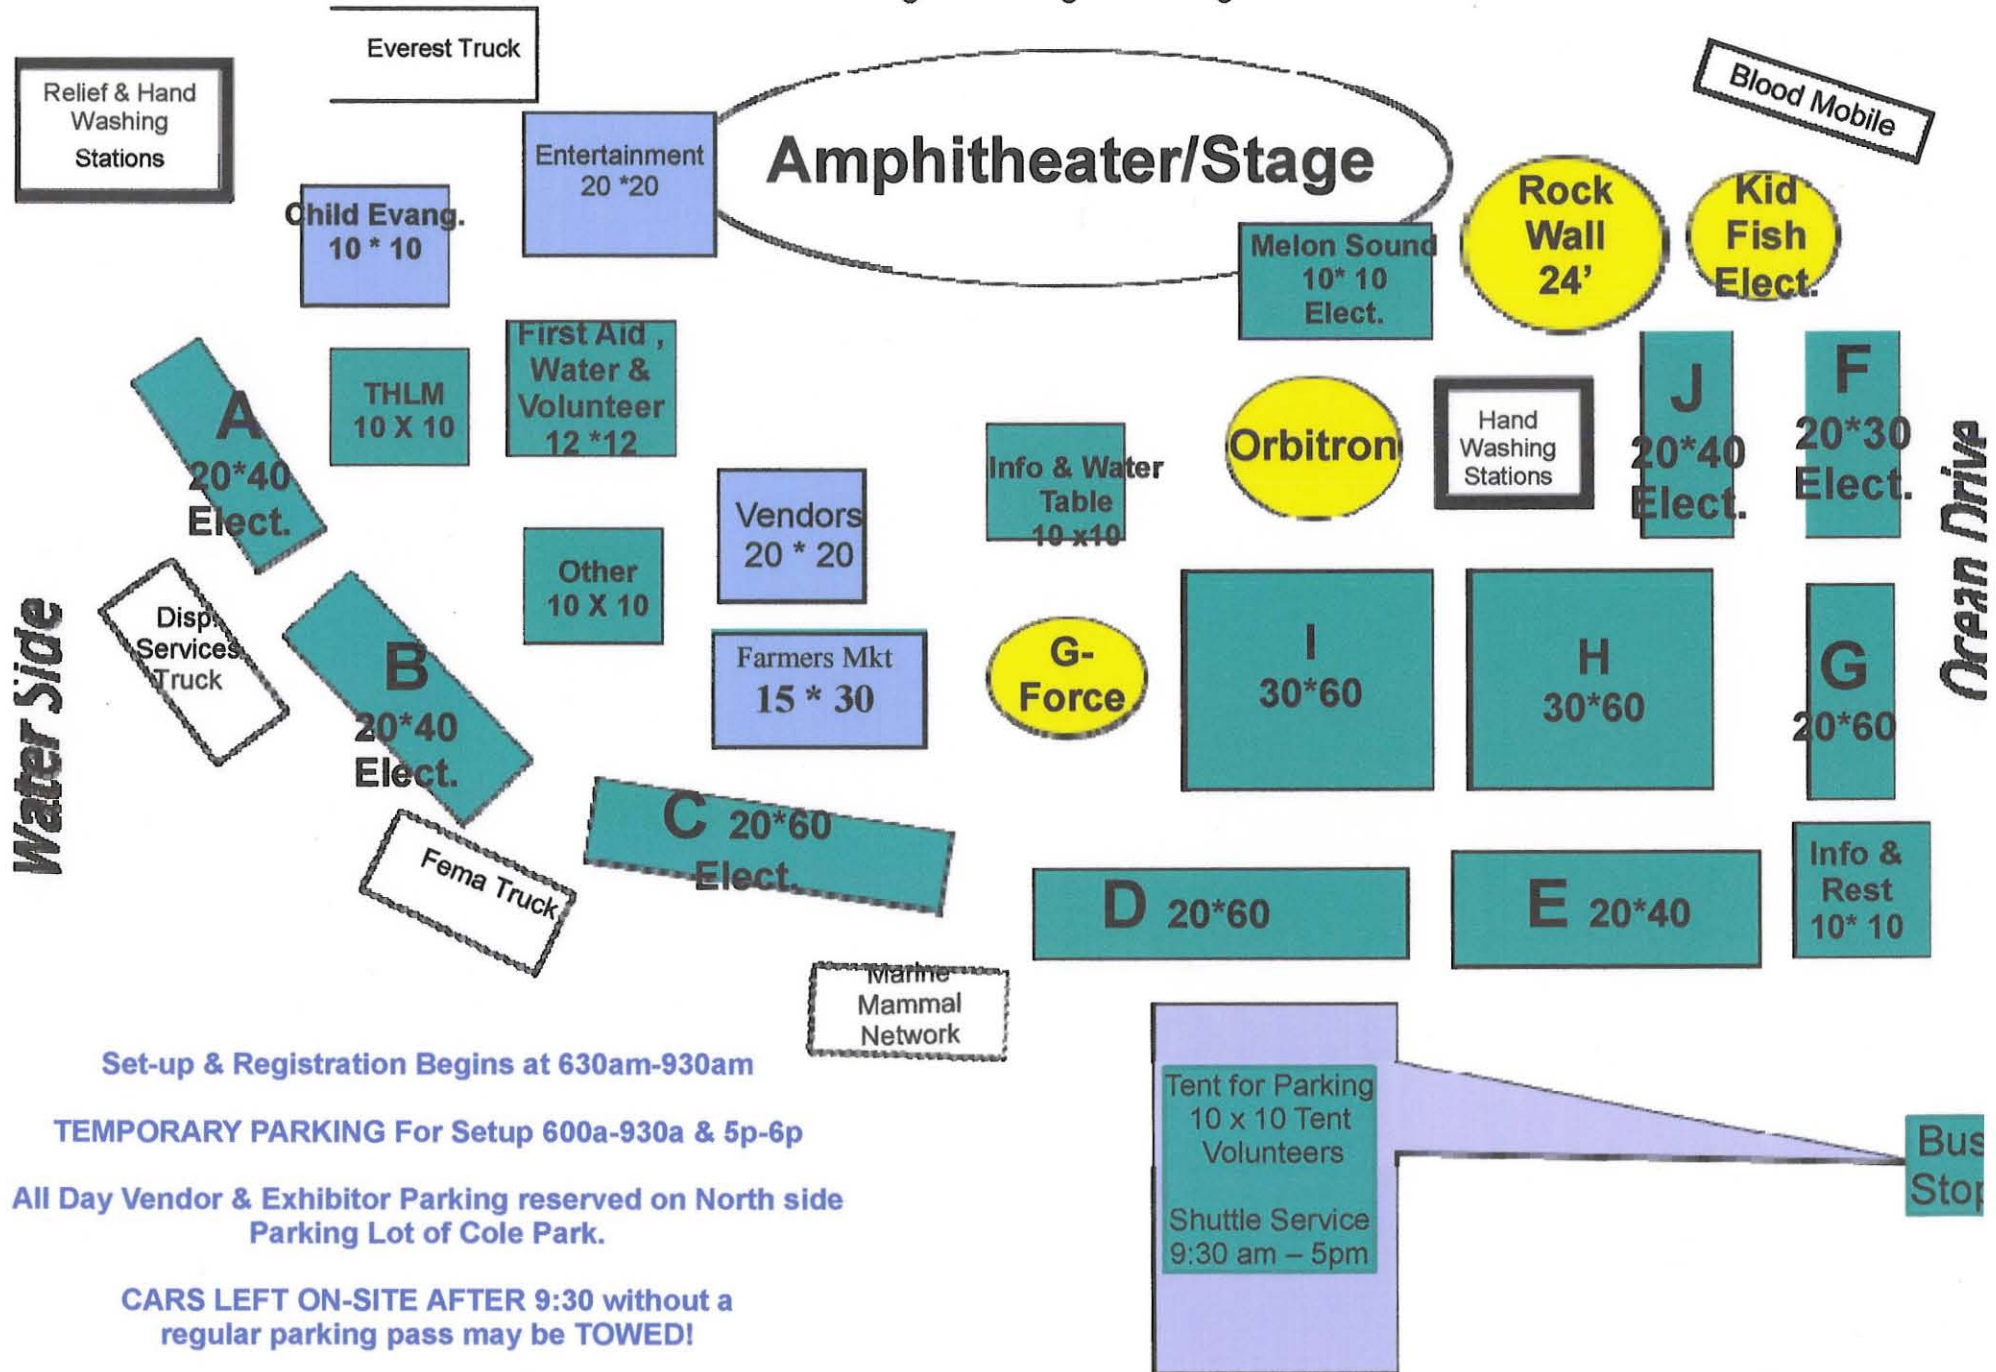 Everest Truck
Relief & Hand
Washing
Stations
Blood Mobile
Entertainment
20 *20
Amphitheater/Stage
Rock
Wall
24'
Kid
Fish
Elect.
Child Evang.
10 * 10
Melon Sound
10* 10
Elect.
First Aid ,
Water &
Volunteer
12 *12
THLM
10 X 10
A
20*40
Elect.
Orbitron
Hand
Washing
Stations
J
20*40
Elect.
F
20*30
Elect.
Info & Water
Table
10 x10
Vendors
20 * 20
Other
10 X 10
Ocean Drive
Water Side
Disp.
Services
Truck
B
20*40
Elect.
Farmers Mkt
15 * 30
G-
Force
I
30*60
H
30*60
G
20*60
C 20*60
Elect.
Fema Truck
D 20*60
E 20*40
Info &
Rest
10* 10
Marine
Mammal
Network
Set-up & Registration Begins at 630am-930am
TEMPORARY PARKING For Setup 600a-930a & 5p-6p
All Day Vendor & Exhibitor Parking reserved on North side
Parking Lot of Cole Park.
CARS LEFT ON-SITE AFTER 9:30 without a
regular parking pass may be TOWED!
Tent for Parking
10 x 10 Tent
Volunteers
Shuttle Service
9:30 am – 5pm
Bus
Stop